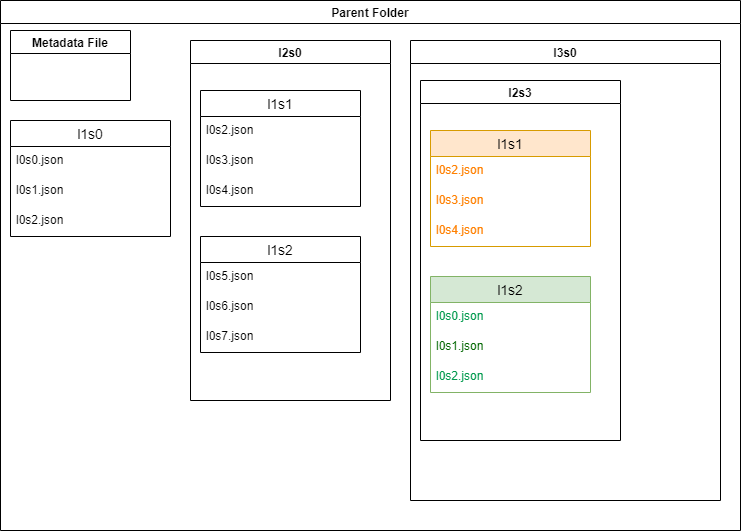 Parent Folder
Metadata File
l1s0
l0s0.json
l0s1.json
l0s2.json
l2s0
l1s1
l0s2.json
l0s3.json
l0s4.json
l1s2
l0s5.json
l0s6.json
l0s7.json
l3s0
l2s3
l1s1
l0s2.json
l0s3.json
l0s4.json
l1s2
l0s0.json
l0s1.json
l0s2.json